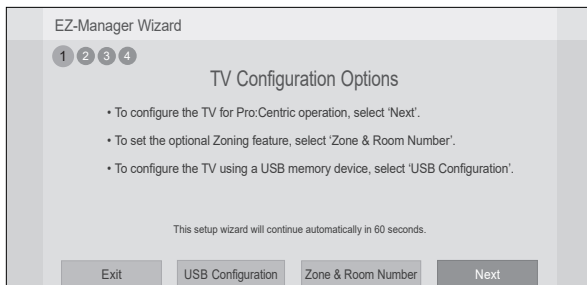 EZ-Manager Wizard
1 2 3 4
TV Configuration Options
• To configure the TV for Pro:Centric operation, select ‘Next’.
• To set the optional Zoning feature, select ‘Zone & Room Number’.
• To configure the TV using a USB memory device, select ‘USB Configuration’.
This setup wizard will continue automatically in 60 seconds.
Exit USB Configuration Zone & Room Number Next